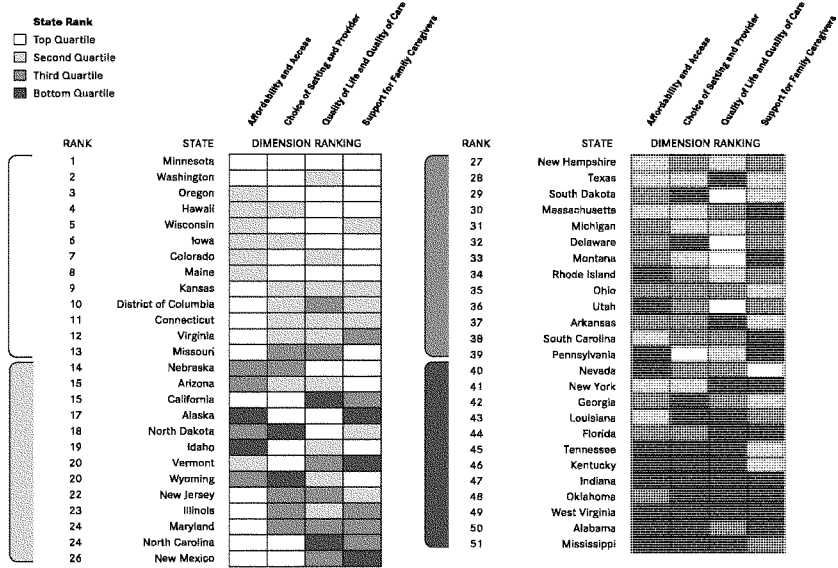 State Rank
Top Quartile
Second Quartile
Third Quartile
Bottom Quartile
Affordability and Access
Choice of Setting and Provider
Quality of Life and Quality of Care
Support for Family Caregivers
RANK STATE DIMENSION RANKING
1 Minnesota
2 Washington
3 Oregon
4 Hawaii
5 Wisconsin
6 Iowa
7 Colorado
8 Maine
9 Kansas
10 District of Columbia
11 Connecticut
12 Virginia
13 Missouri
14 Nebraska
15 Arizona
15 California
17 Alaska
18 North Dakota
19 Idaho
20 Vermont
20 Wyoming
22 New Jersey
23 Illinois
24 Maryland
24 North Carolina
26 New Mexico
Affordability and Access
Choice of Setting and Provider
Quality of Life and Quality of Care
Support for Family Caregivers
RANK STATE DIMENSION RANKING
27 New Hampshire
28 Texas
29 South Dakota
30 Massachusetts
31 Michigan
32 Delaware
33 Montana
34 Rhode Island
35 Ohio
36 Utah
37 Arkansas
38 South Carolina
39 Pennsylvania
40 Nevada
41 New York
42 Georgia
43 Louisiana
44 Florida
45 Tennessee
46 Kentucky
47 Indiana
48 Oklahoma
49 West Virginia
50 Alabama
51 Mississippi